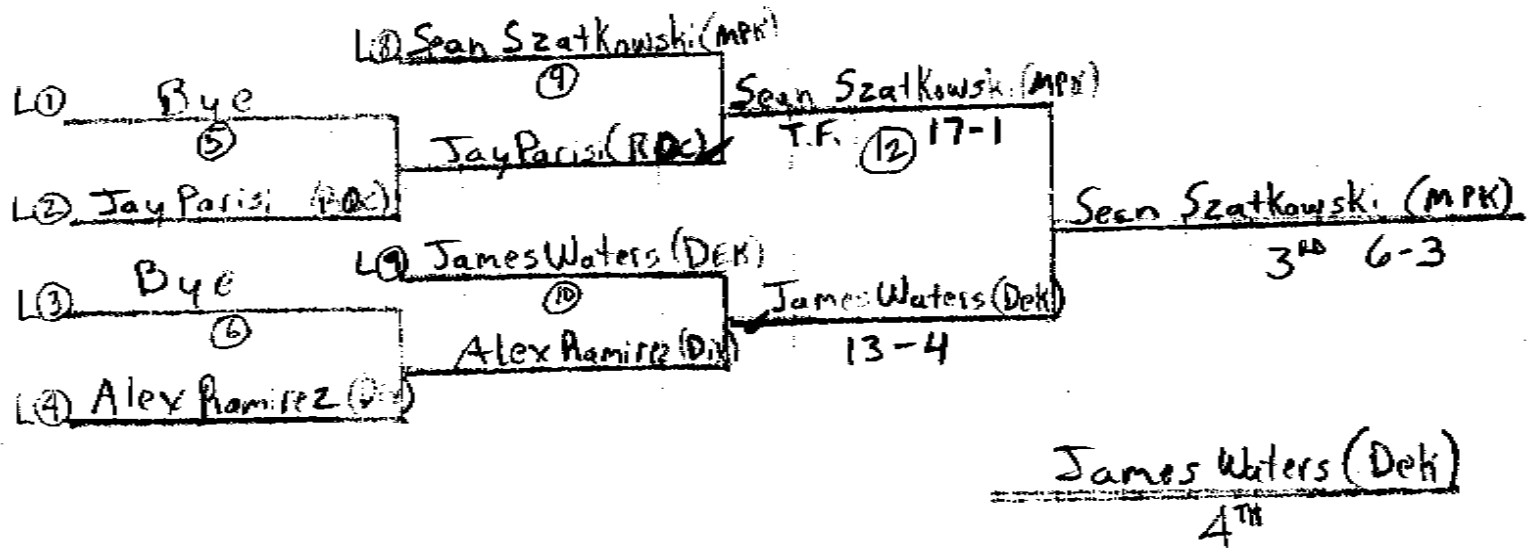 L⑧ Sean Szatkowski (MPK)
⑨
L① Bye
⑤
Sean Szatkowski (MPK)
T.F. ⑫ 17-1
Jay Parisi (RDC)
L② Jay Parisi
Sean Szatkowski (MPK)
3RD 6-3
L⑨ James Waters (DEK)
⑩
L③ Bye
⑥
James Waters (Dek)
13-4
Alex Ramirez (Dix)
L④ Alex Ramirez
James Waters (Dek)
4TH